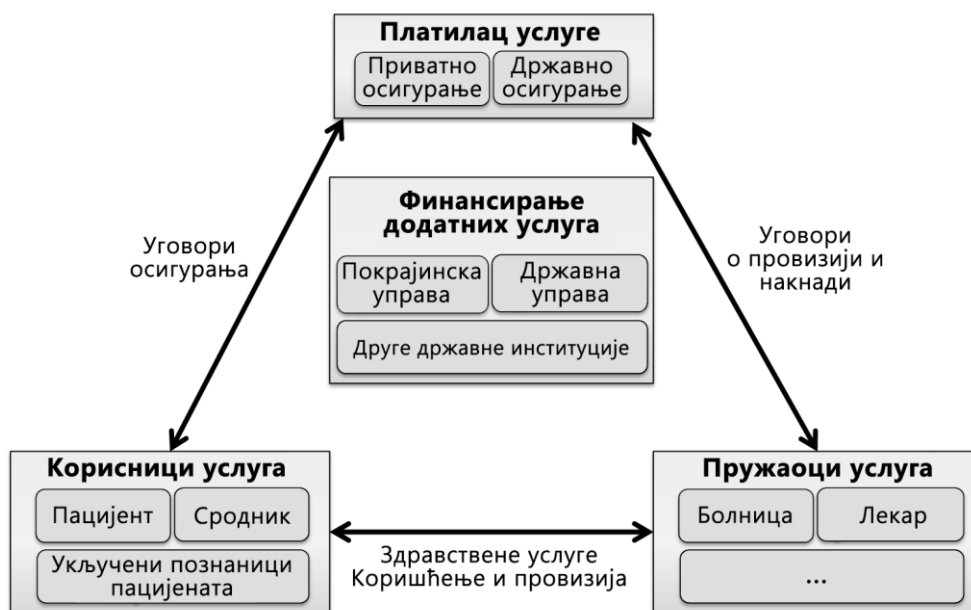 Платилац услуге
Приватно
осигурање
Државно
осигурање
Финансирање
додатних услуга
Покрајинска
управа
Државна
управа
Друге државне институције
Уговори
осигурања
Уговори
о провизији и
накнади
Корисници услуга
Пацијент
Сродник
Укључени познаници
пацијената
Здравствене услуге
Коришћење и провизија
Пружаоци услуга
Болница
Лекар
...